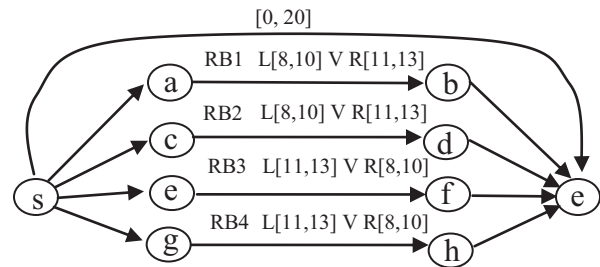 [0, 20]
RB1 L[8,10] V R[11,13]
a
b
RB2 L[8,10] V R[11,13]
c
d
RB3 L[11,13] V R[8,10]
s
e
f
e
RB4 L[11,13] V R[8,10]
g
h